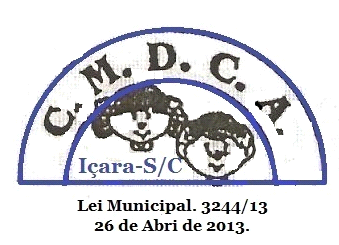 C. M. D. C. A.
Içara-S/C
Lei Municipal. 3244/13
26 de Abri de 2013.